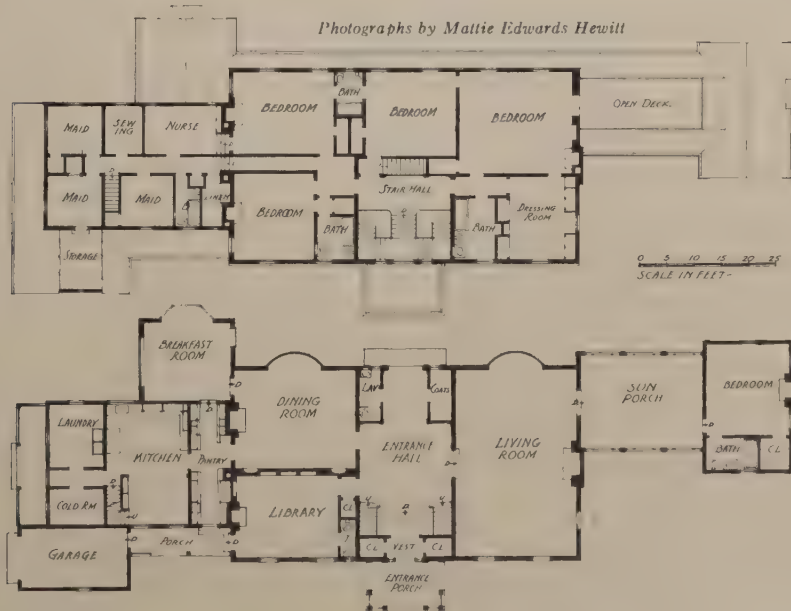 Photographs by Mattie Edwards Hewitt
BATH
BEDROOM
BEDROOM
BEDROOM
OPEN DECK
MAID
SEWING
NURSE
STAIR HALL
MAID
MAID
LINEN
BEDROOM
BATH
BATH
DRESSING ROOM
STORAGE
0 5 10 15 20 25
SCALE IN FEET-
BREAKFAST ROOM
LAV
COATS
BEDROOM
SUN PORCH
DINING ROOM
LAUNDRY
KITCHEN
PANTRY
ENTRANCE HALL
LIVING ROOM
BATH
CL
COLD RM
LIBRARY
CL
GARAGE
PORCH
CL
VEST
CL
ENTRANCE PORCH